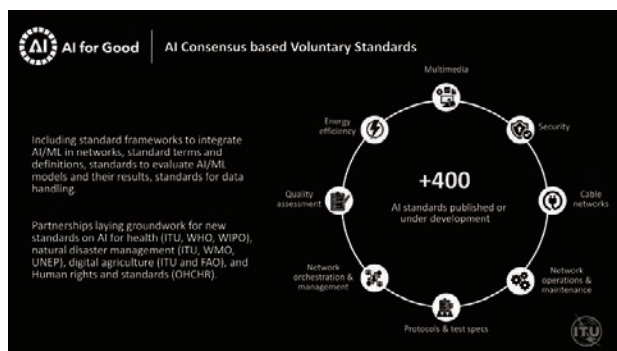 AI
AI for Good
AI Consensus based Voluntary Standards
Including standard frameworks to integrate
AI/ML in networks, standard terms and
definitions, standards to evaluate AI/ML
models and their results, standards for data
handling.
Partnerships laying groundwork for new
standards on AI for health (ITU, WHO, WIPO),
natural disaster management (ITU, WMO,
UNEP), digital agriculture (ITU and FAO), and
Human rights and standards (OHCHR).
Multimedia
Energy
efficiency
Security
Quality
assessment
+400
AI standards published or
under development
Cable
networks
Network
orchestration &
management
Network
operations &
maintenance
Protocols & test specs
ITU